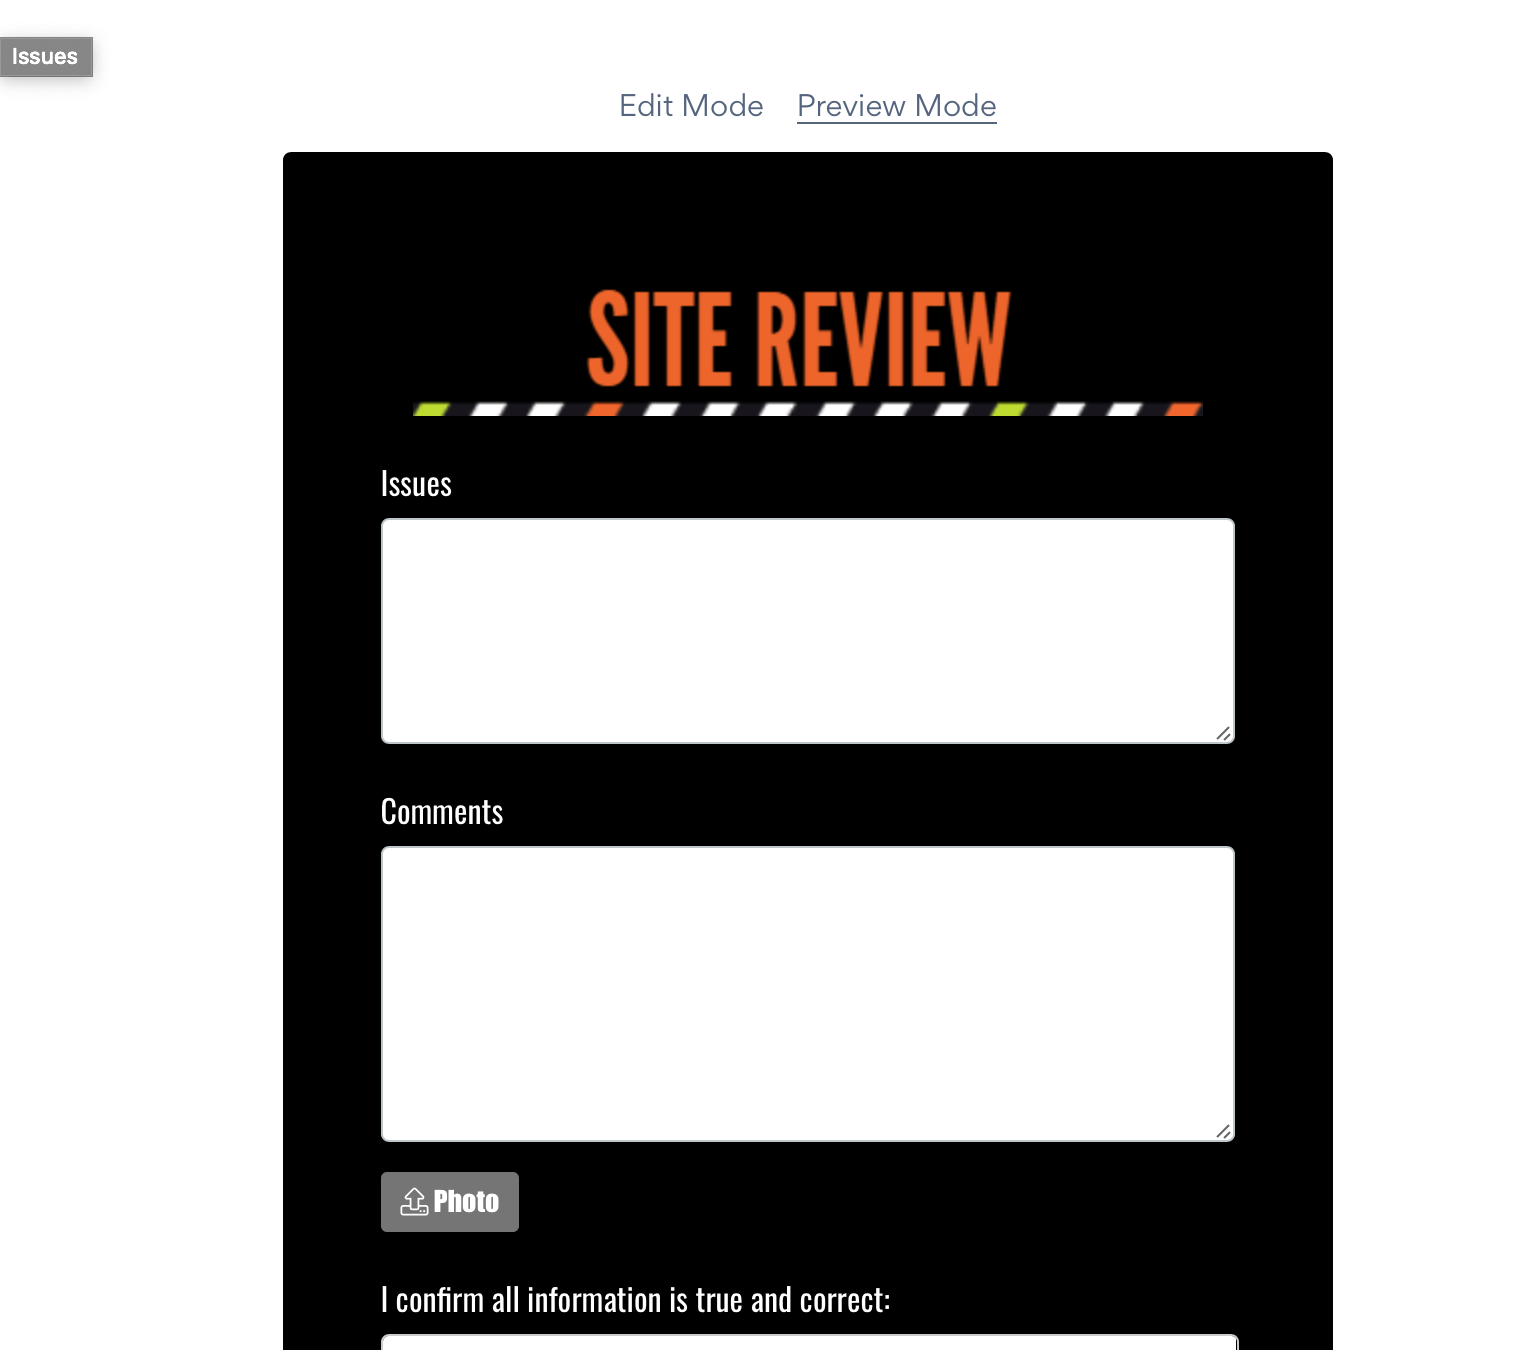 Issues
Edit Mode Preview Mode
SITE REVIEW
Issues
Comments
Photo
I confirm all information is true and correct: